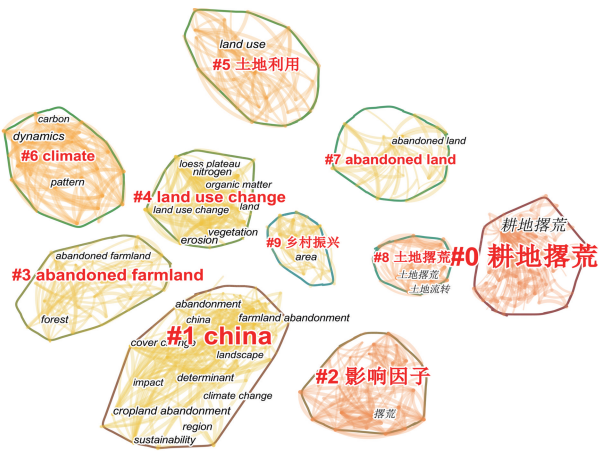 land use
#5 土地利用
carbon
dynamics
#6 climate
pattern
abandoned land
#7 abandoned land
loess plateau
nitrogen
organic matter
#4 land use change
land use change
land
vegetation
erosion
#9 乡村振兴
area
耕地撂荒
#0 耕地撂荒
#8 土地撂荒
土地撂荒
土地流转
abandoned farmland
#3 abandoned farmland
forest
abandonment
china
farmland abandonment
#1 china
landscape
impact
determinant
climate change
cropland abandonment
region
sustainability
#2 影响因子
撂荒